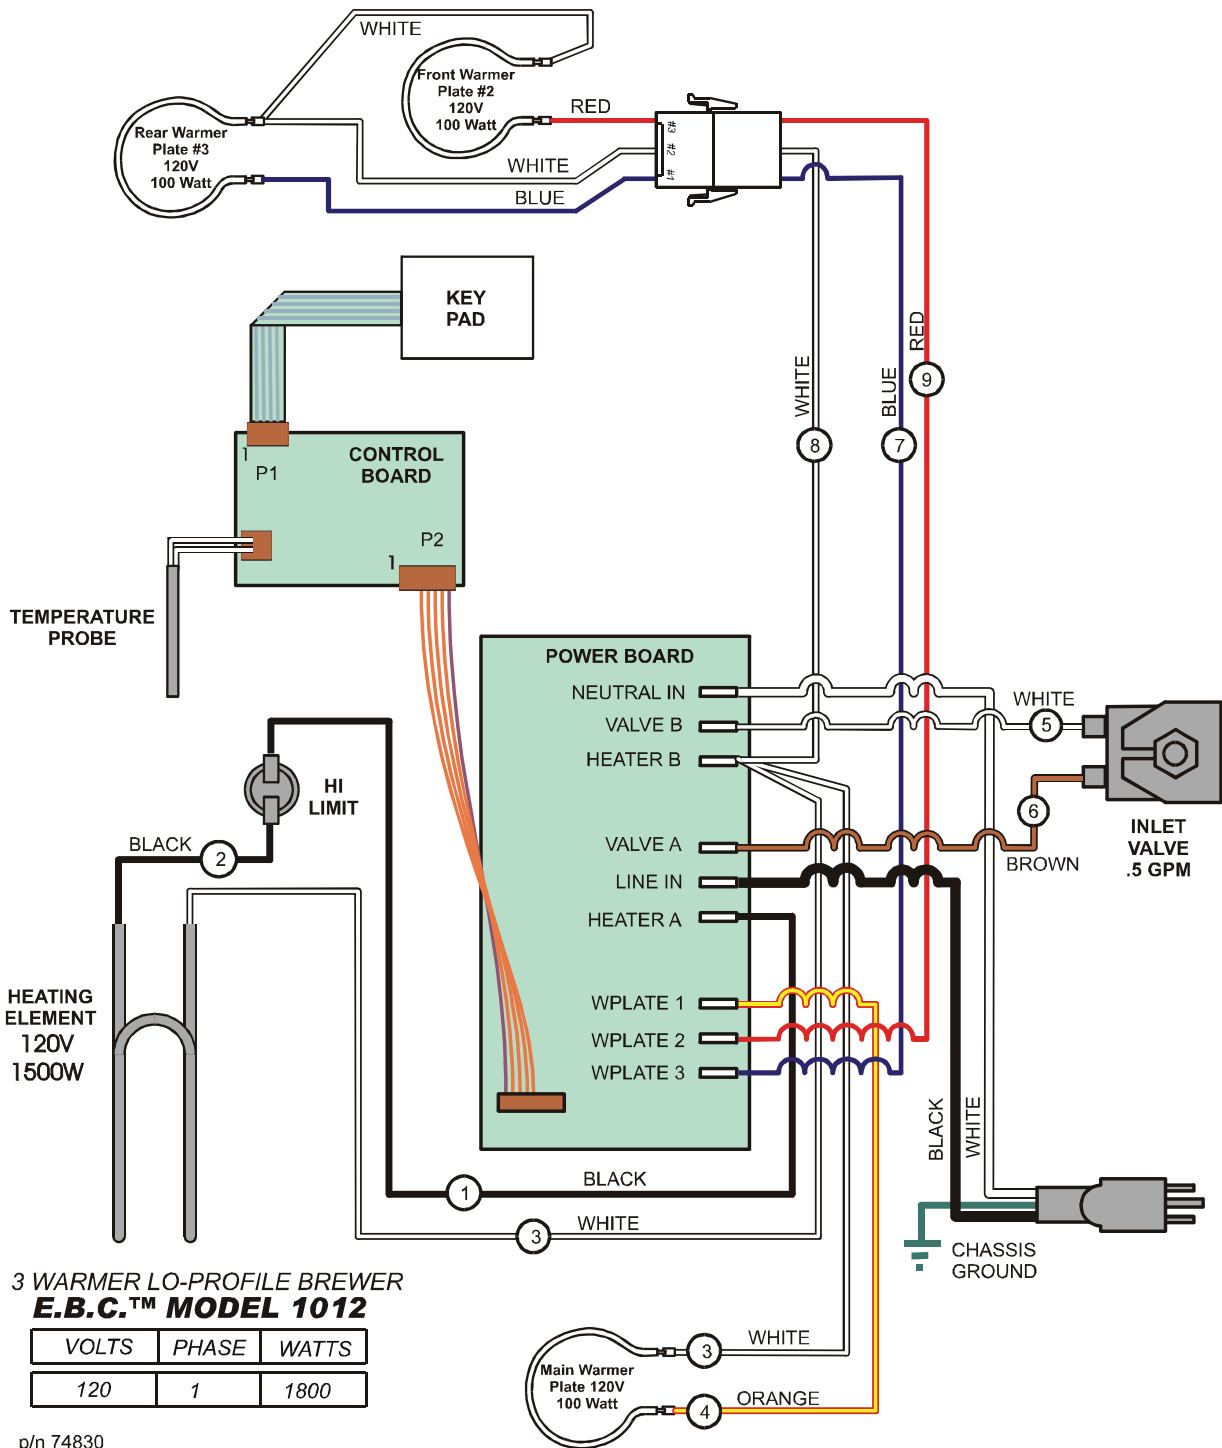 WHITE
Front Warmer
Plate #2
120V
100 Watt
RED
#3
#2
#1
Rear Warmer
Plate #3
120V
100 Watt
WHITE
BLUE
KEY
PAD
RED
9
WHITE
BLUE
8
7
1
P1
CONTROL
BOARD
P2
1
TEMPERATURE
PROBE
POWER BOARD
NEUTRAL IN
VALVE B
HEATER B
VALVE A
LINE IN
HEATER A
WPLATE 1
WPLATE 2
WPLATE 3
WHITE
5
6
BROWN
INLET
VALVE
.5 GPM
HI
LIMIT
BLACK
2
HEATING
ELEMENT
120V
1500W
BLACK
WHITE
BLACK
1
WHITE
3
CHASSIS
GROUND
3 WARMER LO-PROFILE BREWER
E.B.C.™ MODEL 1012
VOLTS PHASE WATTS
120 1 1800
p/n 74830
Main Warmer
Plate 120V
100 Watt
WHITE
3
ORANGE
4